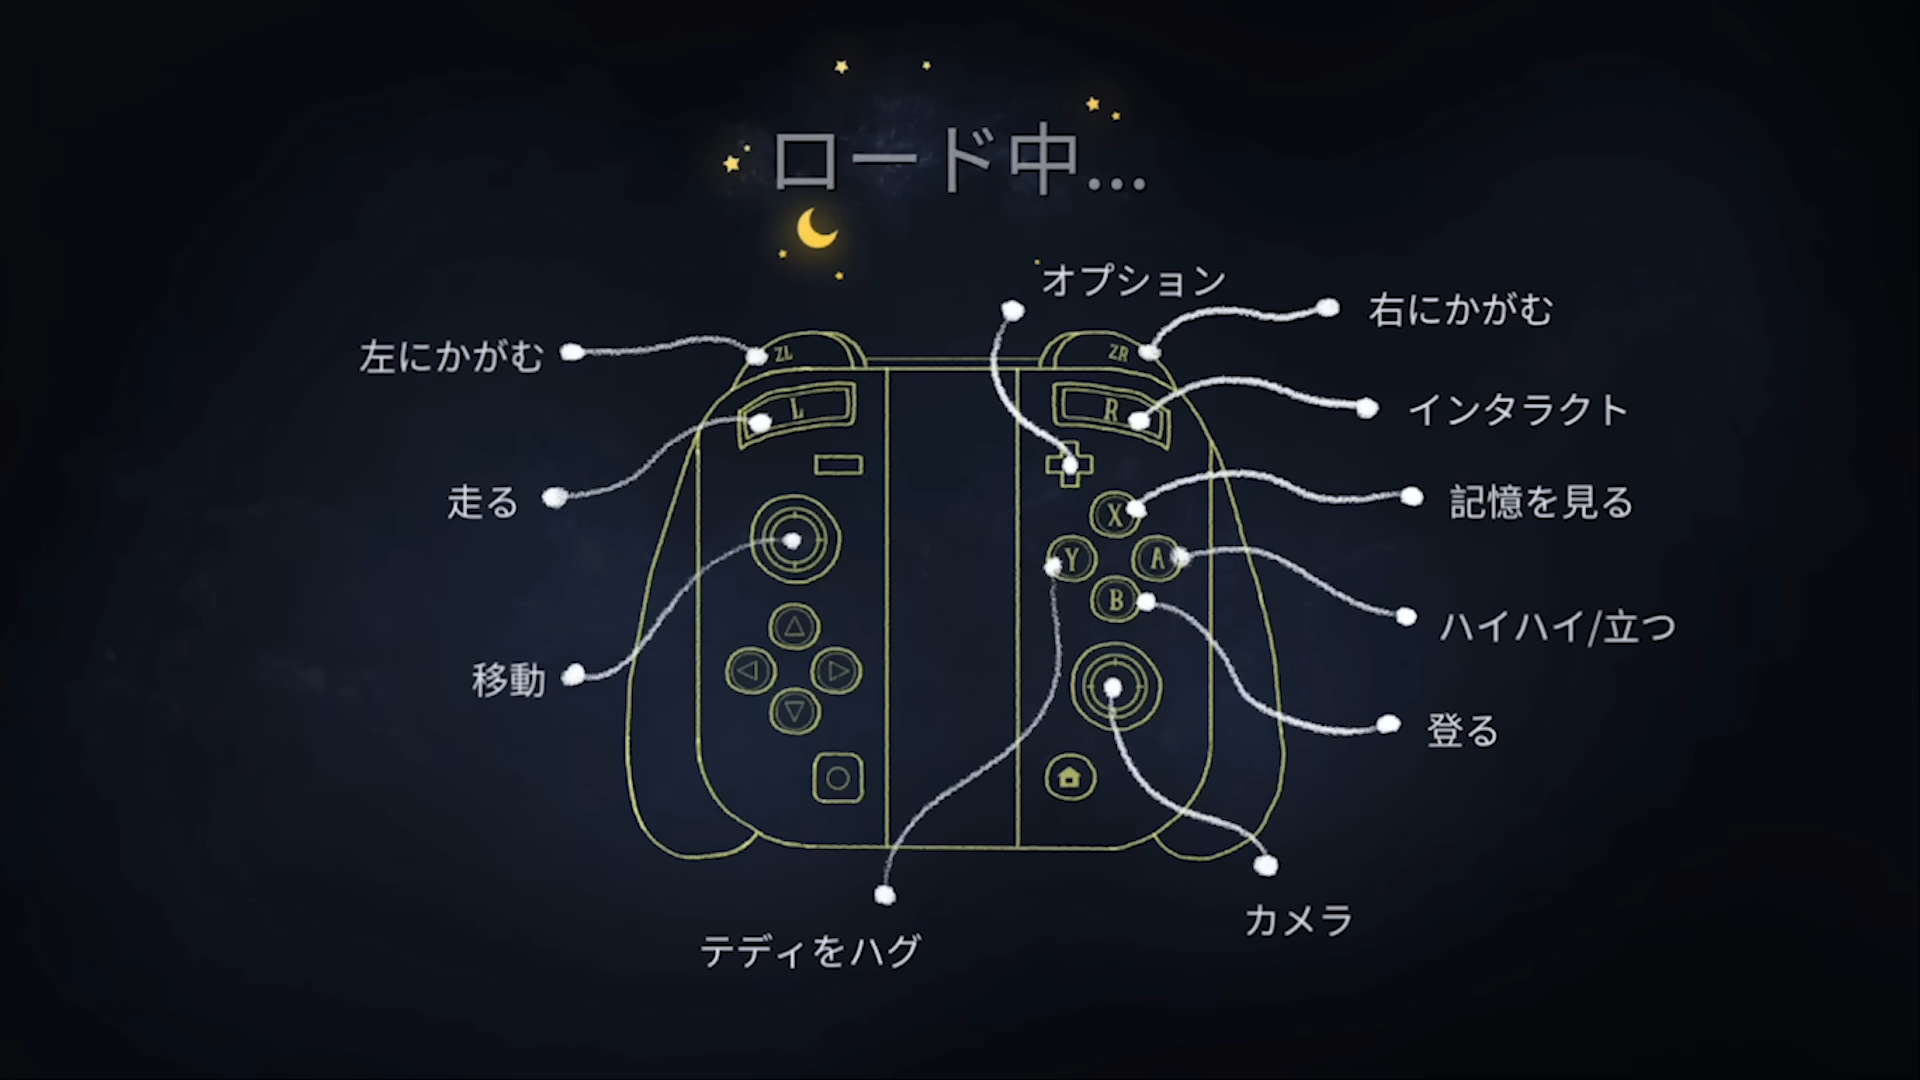 ロード中...
オプション
右にかがむ
左にかがむ
ZL
ZR
L
R
インタラクト
走る
X
記憶を見る
Y
A
B
ハイハイ/立つ
移動
登る
カメラ
テディをハグ